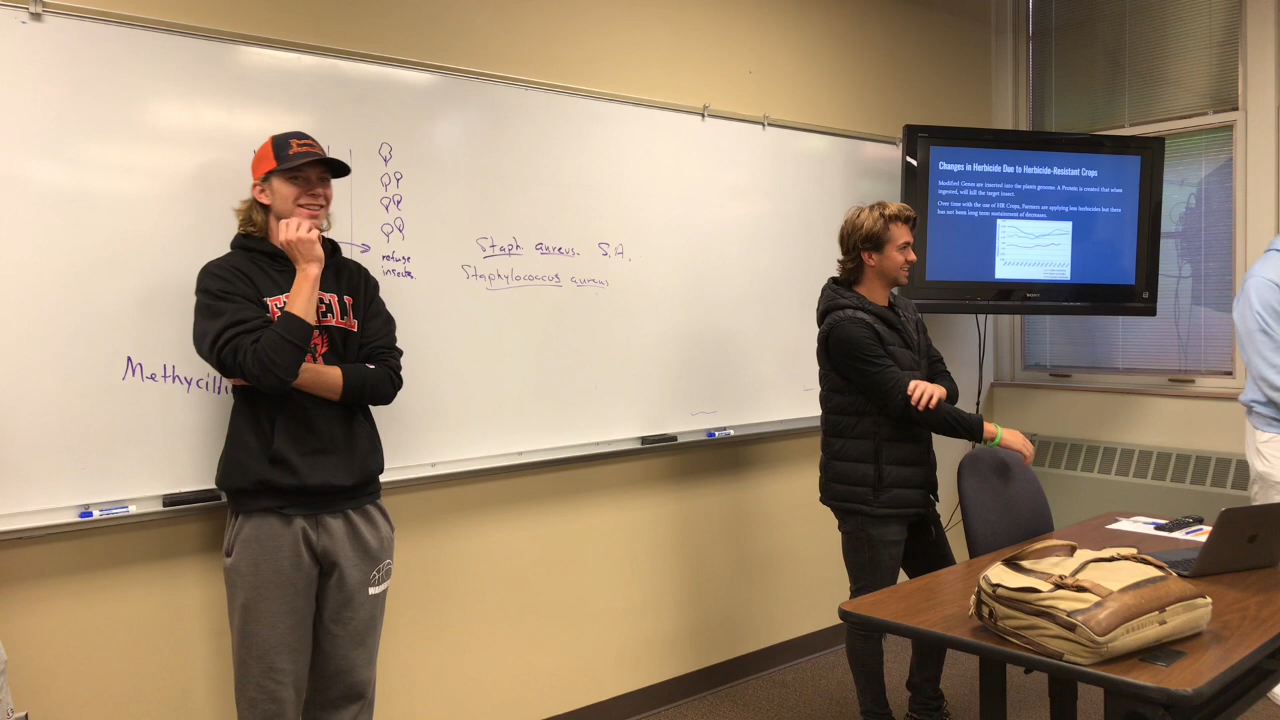 refuge
insects.
Staph. aureus. S.A.
Staphylococcus aureus
Methycilli
Changes in Herbicide Due to Herbicide-Resistant Crops
Modified Genes are inserted into the plants genome. A Protein is created that when
ingested, will kill the target insect.
Over time with the use of HR Crops, Farmers are applying less herbicides but there
has not been long term sustainment of decreases.
SONY